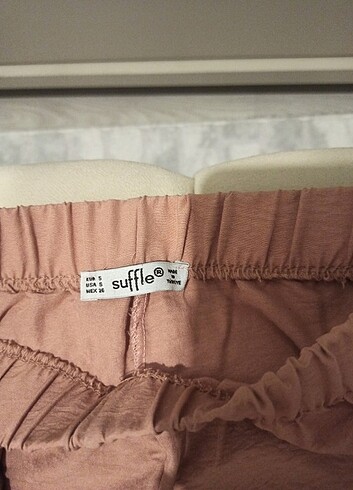 EUR S
USA S
MEX 26
suffle®
MADE
IN
TURKIYE